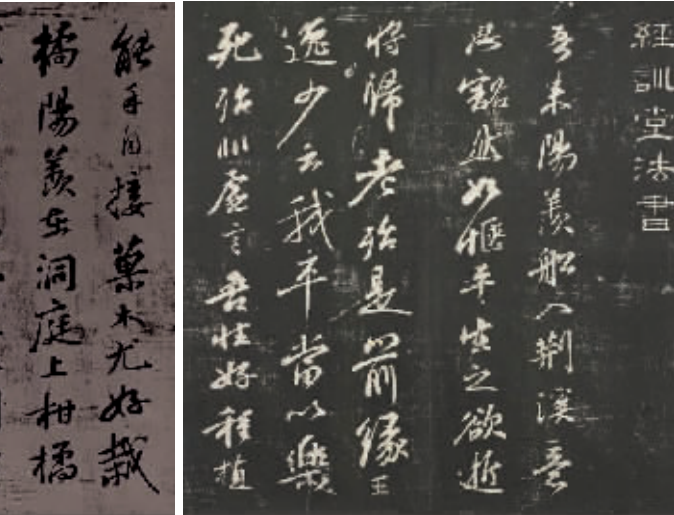 經訓堂法書
吾来陽羨船入荊溪意
思豁然如愜平生之欲逝
将歸老殆是前緣王
逸少云我卒當以樂
死殆非虛言吾性好種植
能手自接菓木尤好栽
橘陽羨在洞庭上柑橘